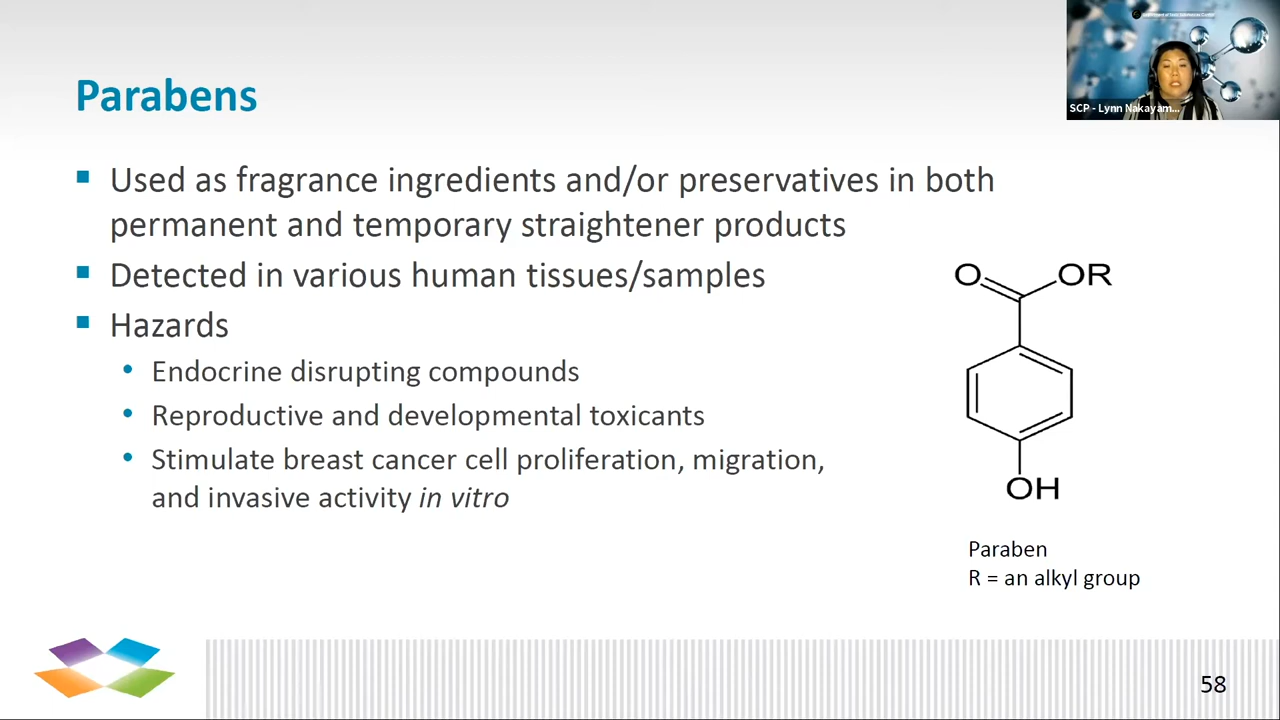 Parabens
SCP - Lynn Nakayam...
Used as fragrance ingredients and/or preservatives in both
permanent and temporary straightener products
Detected in various human tissues/samples
Hazards
Endocrine disrupting compounds
Reproductive and developmental toxicants
Stimulate breast cancer cell proliferation, migration,
and invasive activity in vitro
O OR
OH
Paraben
R = an alkyl group
58